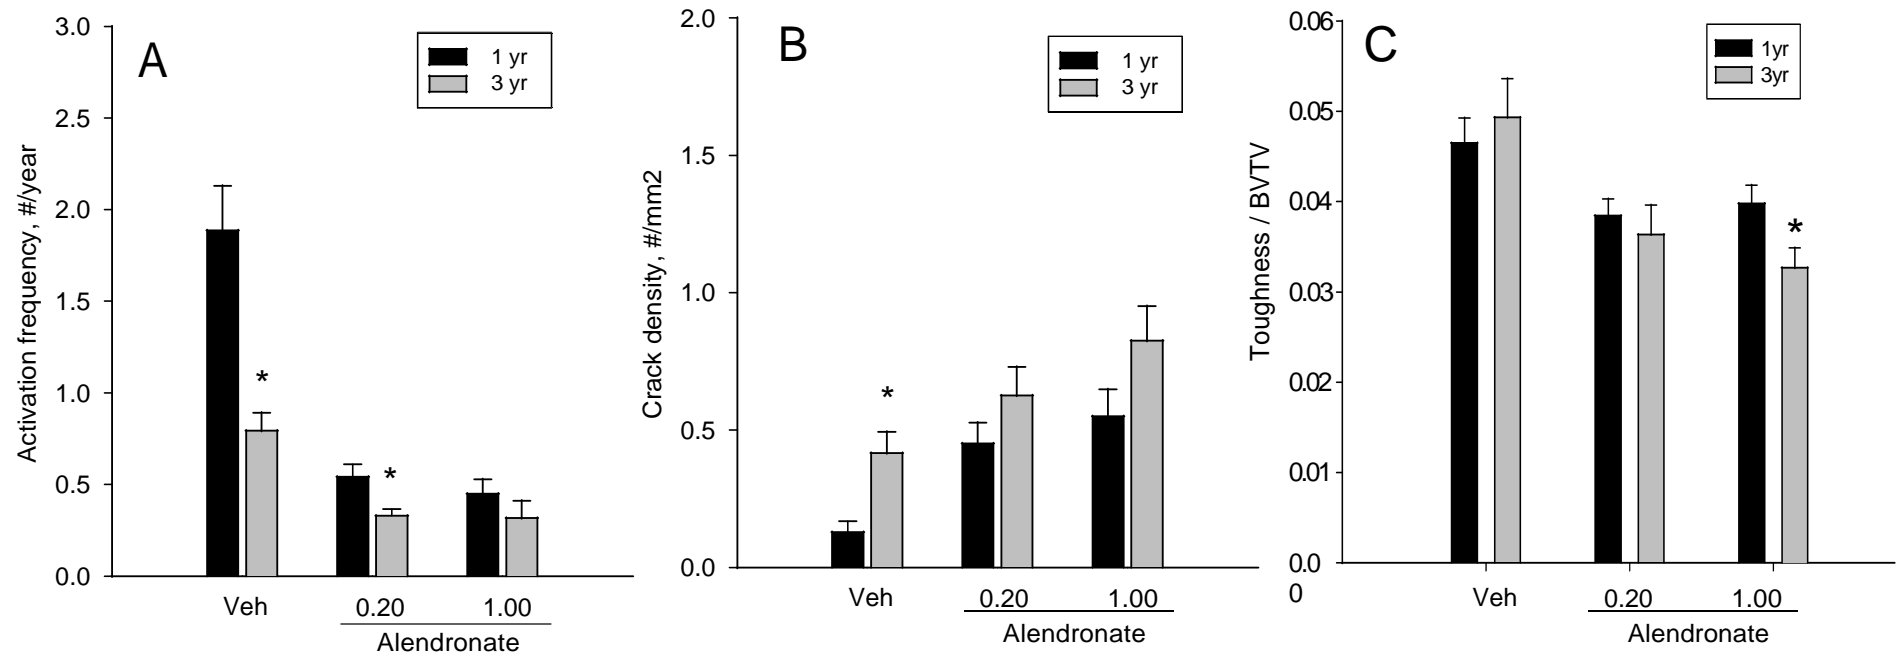 A
1 yr
3 yr
3.0
2.5
2.0
1.5
1.0
0.5
0.0
Activation frequency, #/year
*
*
Veh
0.20
1.00
Alendronate
B
1 yr
3 yr
2.0
1.5
1.0
0.5
0.0
Crack density, #/mm2
*
Veh
0.20
1.00
Alendronate
C
1yr
3yr
0.06
0.05
0.04
0.03
0.02
0.01
0.0
0
Toughness / BVTV
*
Veh
0.20
1.00
Alendronate